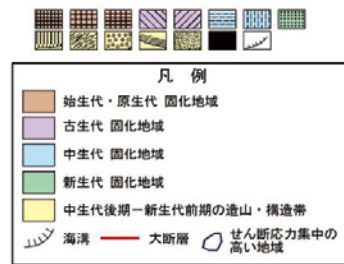 凡 例
始生代・原生代 固化地域
古生代 固化地域
中生代 固化地域
新生代 固化地域
中生代後期ー新生代前期の造山・構造帯
海溝 大断層 せん断応力集中の
高い地域